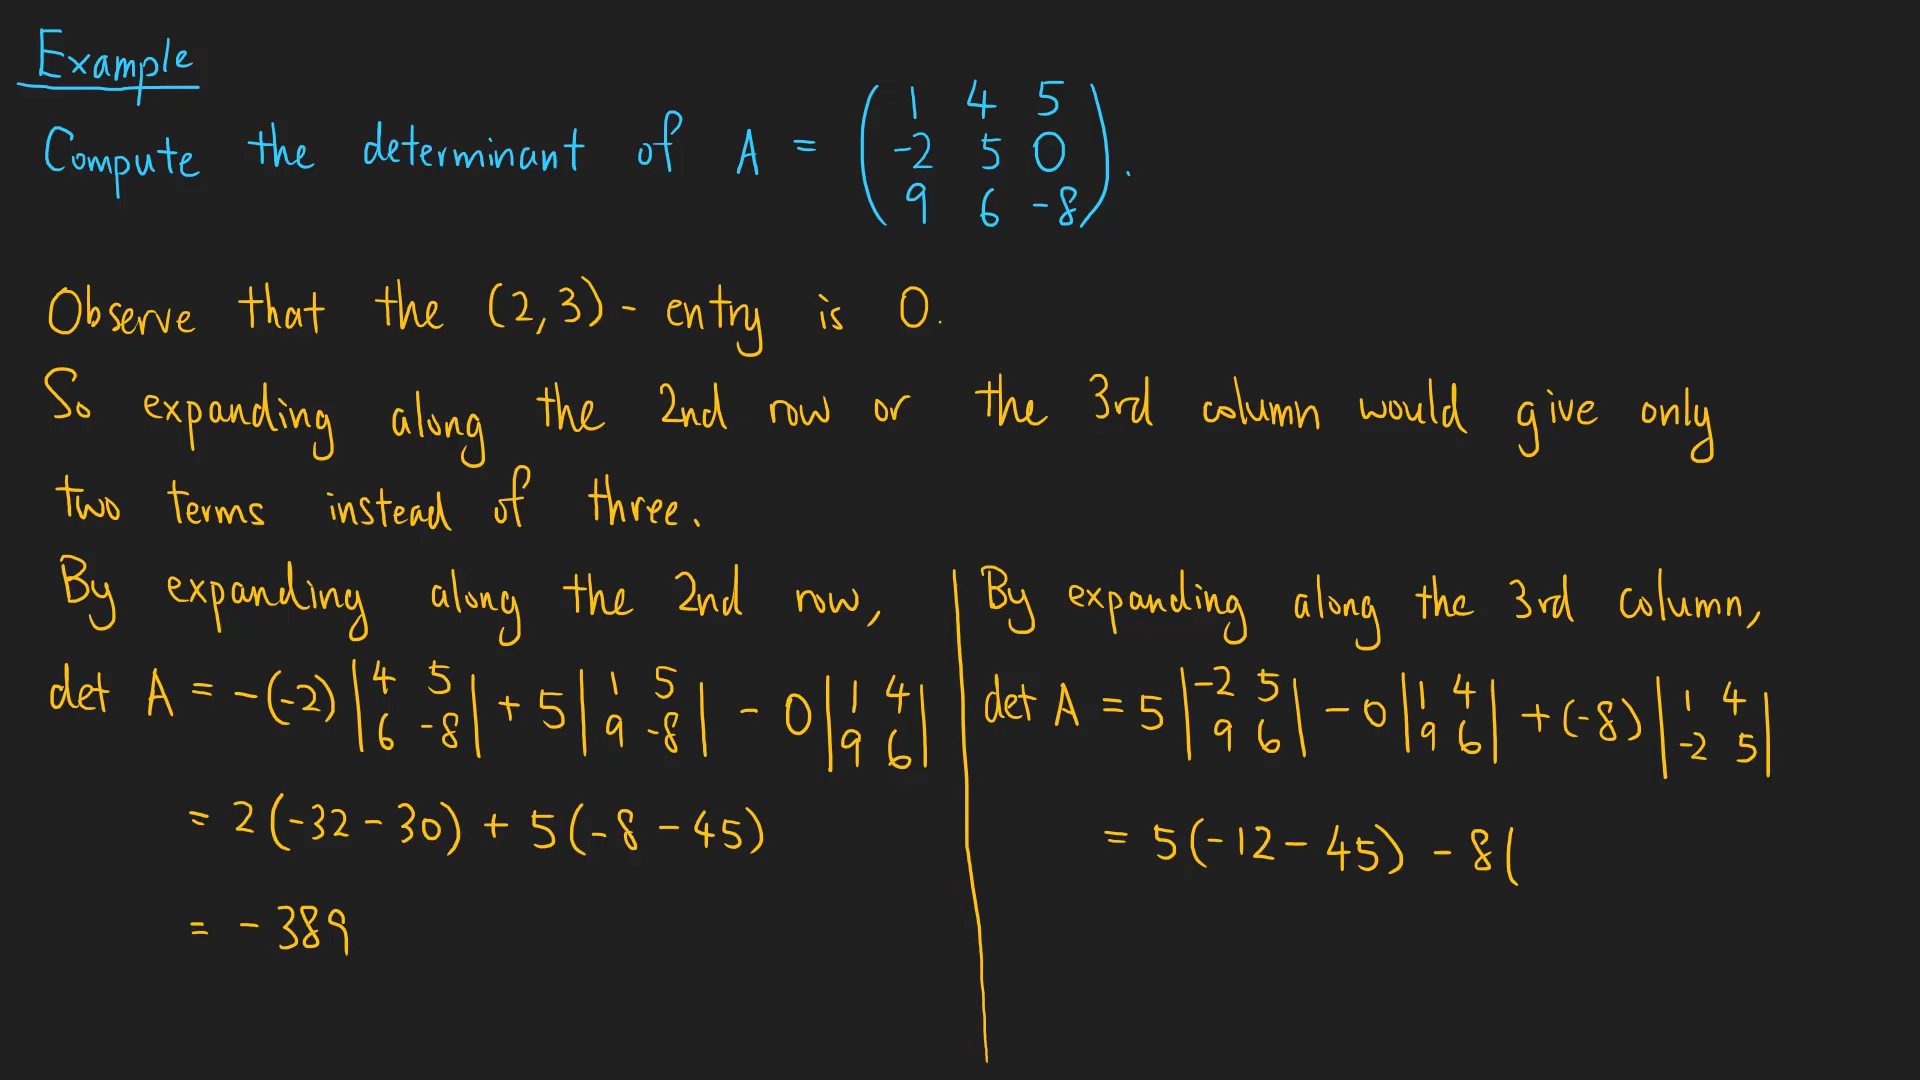 Example
Compute the determinant of A = ( 1 4 5
-2 5 0
9 6 -8 ).
Observe that the (2,3)-entry is 0.
So expanding along the 2nd row or the 3rd column would give only
two terms instead of three.
By expanding along the 2nd row,
det A = -(-2) | 4 5
6 -8 | + 5 | 1 5
9 -8 | - 0 | 1 4
9 6 |
= 2(-32 - 30) + 5(-8 - 45)
= -389
By expanding along the 3rd column,
det A = 5 | -2 5
9 6 | - 0 | 1 4
9 6 | + (-8) | 1 4
-2 5 |
= 5(-12 - 45) - 8(